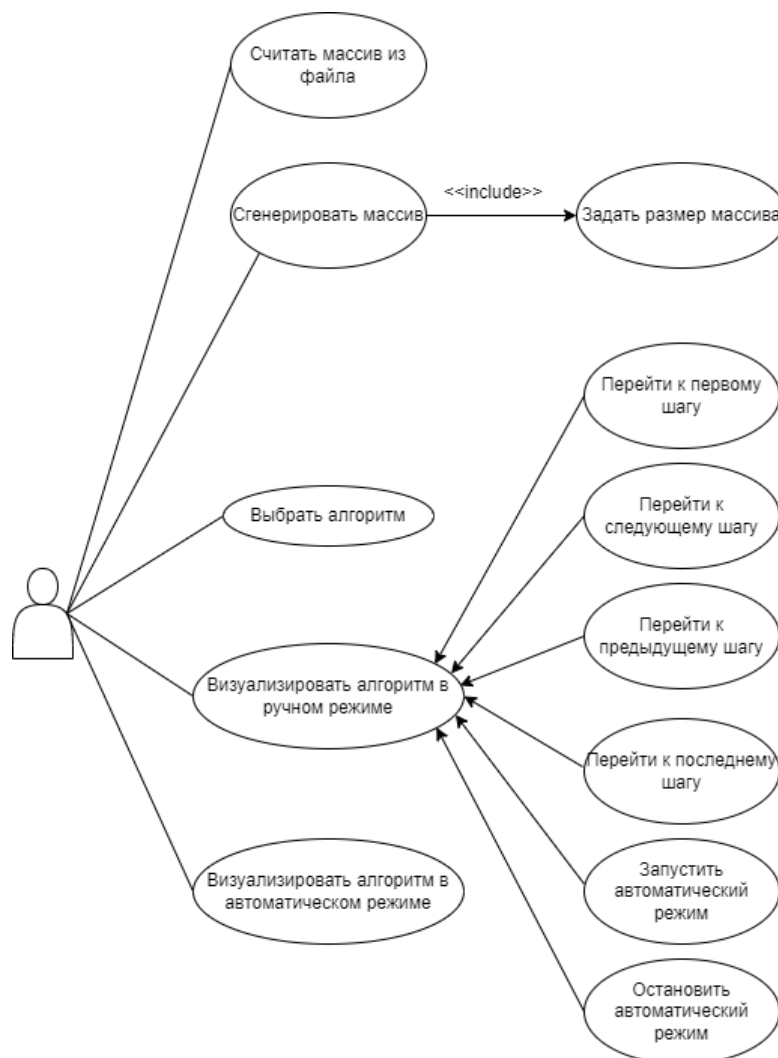 Считать массив из
файла
Сгенерировать массив
<<include>>
Задать размер массива
Перейти к первому
шагу
Перейти к
следующему шагу
Выбрать алгоритм
Перейти к
предыдущему шагу
Визуализировать алгоритм в
ручном режиме
Перейти к последнему
шагу
Визуализировать алгоритм в
автоматическом режиме
Запустить
автоматический
режим
Остановить
автоматический
режим